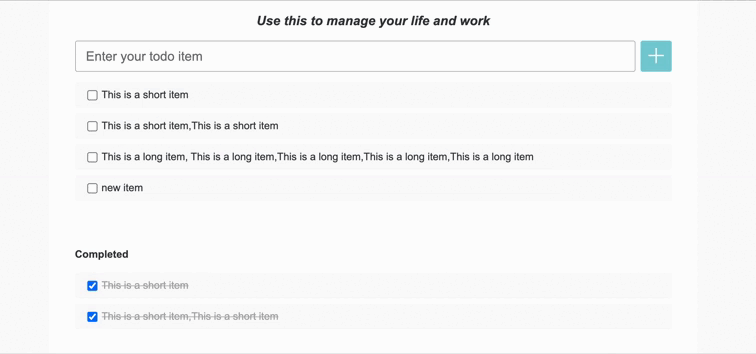 Use this to manage your life and work
Enter your todo item
This is a short item
This is a short item,This is a short item
This is a long item, This is a long item,This is a long item,This is a long item,This is a long item
new item
Completed
This is a short item
This is a short item,This is a short item